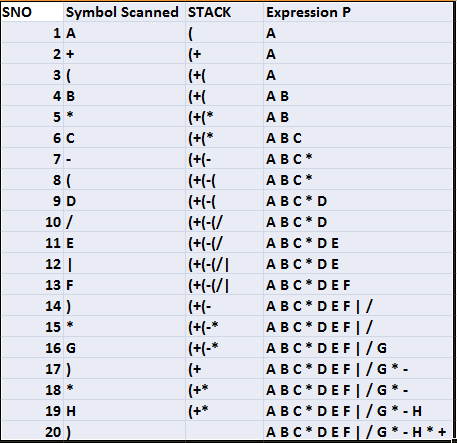 SNO Symbol Scanned STACK Expression P
1 A ( A
2 + (+ A
3 ( (+( A
4 B (+( A B
5 * (+(* A B
6 C (+(* A B C
7 - (+(- A B C *
8 ( (+(-( A B C *
9 D (+(-( A B C * D
10 / (+(-(/ A B C * D
11 E (+(-(/ A B C * D E
12 | (+(-(/| A B C * D E
13 F (+(-(/| A B C * D E F
14 ) (+(- A B C * D E F | /
15 * (+(-* A B C * D E F | /
16 G (+(-* A B C * D E F | / G
17 ) (+ A B C * D E F | / G * -
18 * (+* A B C * D E F | / G * -
19 H (+* A B C * D E F | / G * - H
20 ) A B C * D E F | / G * - H * +